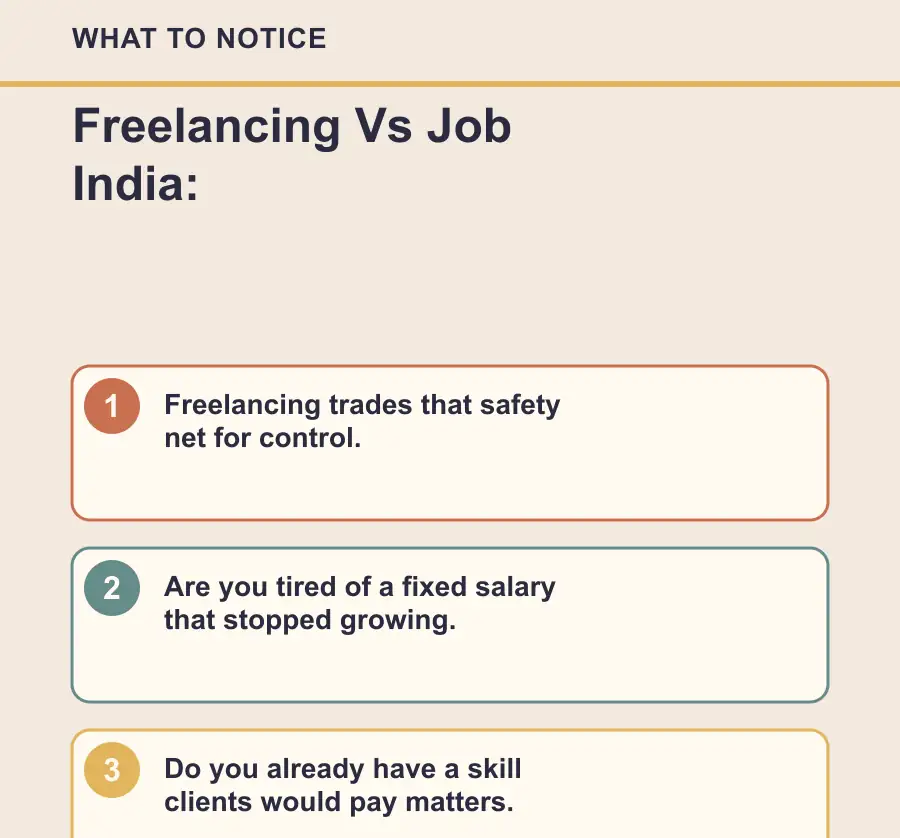 WHAT TO NOTICE
Freelancing Vs Job
India:
1
Freelancing trades that safety
net for control.
2
Are you tired of a fixed salary
that stopped growing.
3
Do you already have a skill
clients would pay matters.